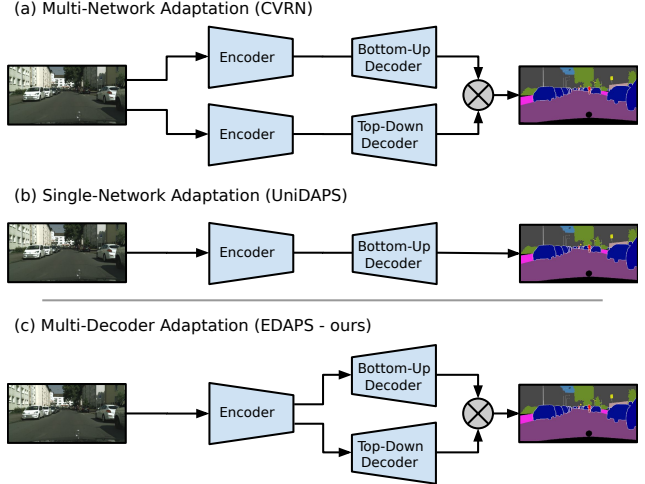 (a) Multi-Network Adaptation (CVRN)
Encoder
Bottom-Up
Decoder
Encoder
Top-Down
Decoder
(b) Single-Network Adaptation (UniDAPS)
Encoder
Bottom-Up
Decoder
(c) Multi-Decoder Adaptation (EDAPS - ours)
Encoder
Bottom-Up
Decoder
Top-Down
Decoder